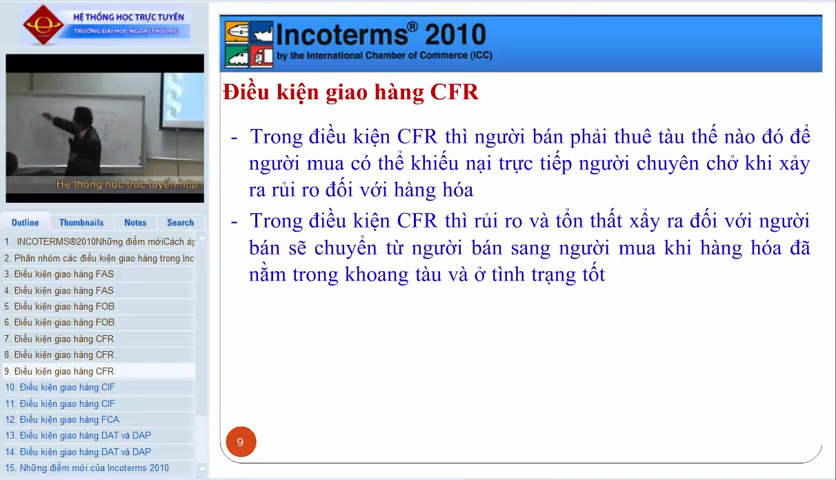 HỆ THỐNG HỌC TRỰC TUYẾN
TRƯỜNG ĐẠI HỌC NGOẠI THƯƠNG
Hệ thống học trực tuyến http
Outline Thumbnails Notes Search
1. INCOTERMS®2010Những điểm mớiCách áp
2. Phân nhóm các điều kiện giao hàng trong Inc
3. Điều kiện giao hàng FAS
4. Điều kiện giao hàng FAS
5. Điều kiện giao hàng FOB
6. Điều kiện giao hàng FOB
7. Điều kiện giao hàng CFR
8. Điều kiện giao hàng CFR
9. Điều kiện giao hàng CFR
10. Điều kiện giao hàng CIF
11. Điều kiện giao hàng CIF
12. Điều kiện giao hàng FCA
13. Điều kiện giao hàng DAT và DAP
14. Điều kiện giao hàng DAT và DAP
15. Những điểm mới của Incoterms 2010
Incoterms® 2010
by the International Chamber of Commerce (ICC)
Điều kiện giao hàng CFR
- Trong điều kiện CFR thì người bán phải thuê tàu thế nào đó để
người mua có thể khiếu nại trực tiếp người chuyên chở khi xảy
ra rủi ro đối với hàng hóa
- Trong điều kiện CFR thì rủi ro và tổn thất xẩy ra đối với người
bán sẽ chuyển từ người bán sang người mua khi hàng hóa đã
nằm trong khoang tàu và ở tình trạng tốt
9